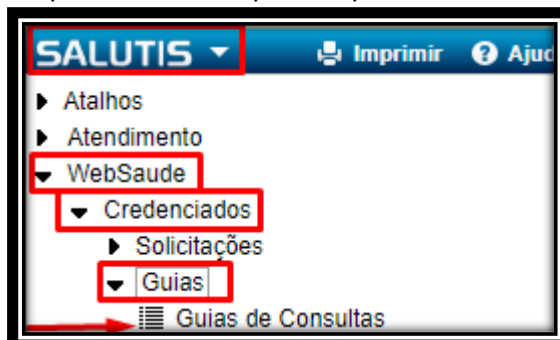 SALUTIS Imprimir Ajud
Atalhos
Atendimento
WebSaude
Credenciados
Solicitações
Guias
Guias de Consultas